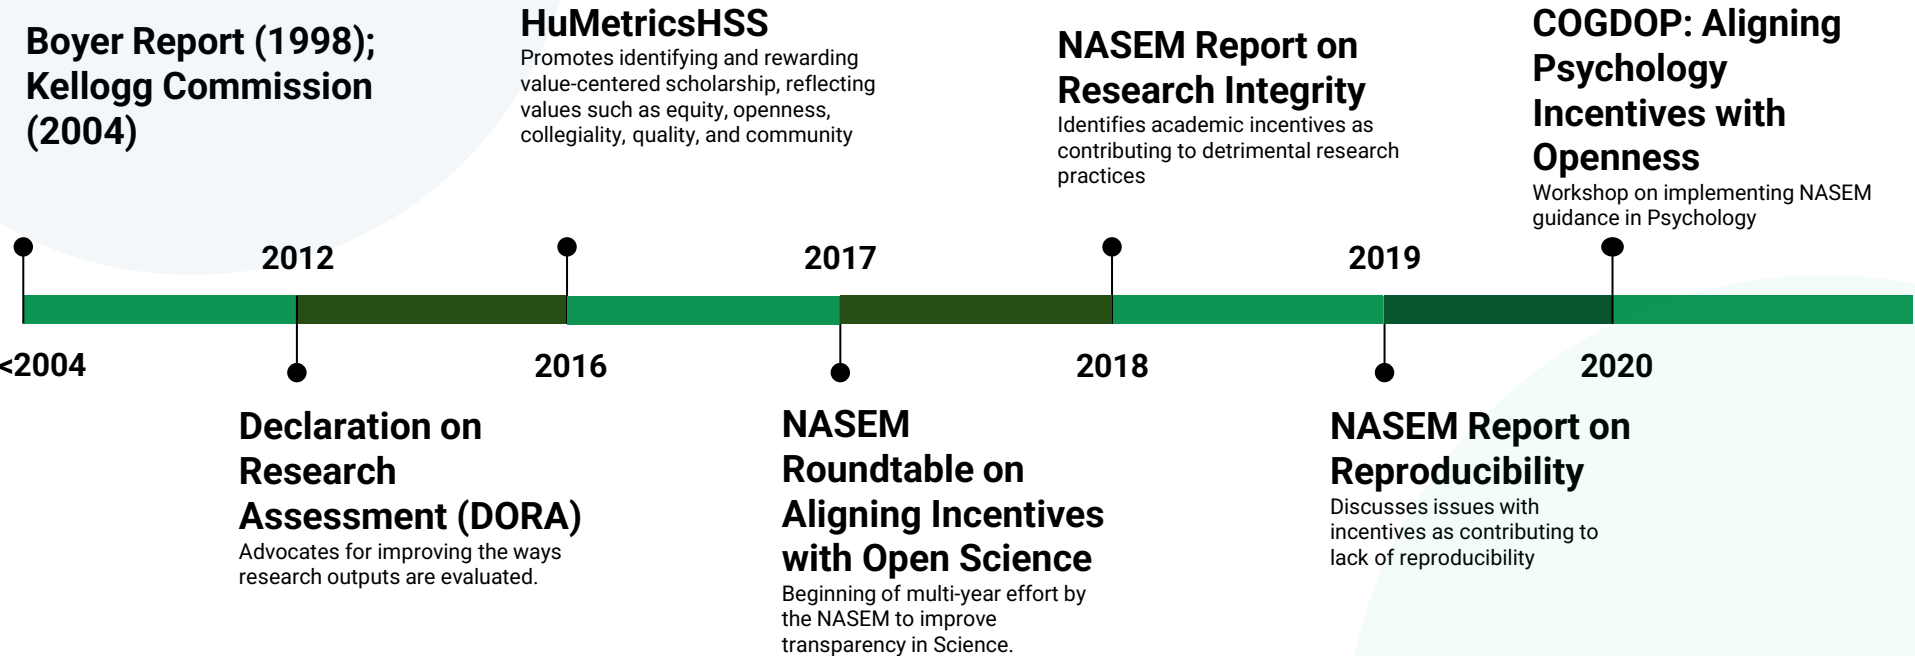 Boyer Report (1998);
Kellogg Commission
(2004)
HuMetricsHSS
Promotes identifying and rewarding
value-centered scholarship, reflecting
values such as equity, openness,
collegiality, quality, and community
NASEM Report on
Research Integrity
Identifies academic incentives as
contributing to detrimental research
practices
COGDOP: Aligning
Psychology
Incentives with
Openness
Workshop on implementing NASEM
guidance in Psychology
2012
2017
2019
<2004
2016
2018
2020
Declaration on
Research
Assessment (DORA)
Advocates for improving the ways
research outputs are evaluated.
NASEM
Roundtable on
Aligning Incentives
with Open Science
Beginning of multi-year effort by
the NASEM to improve
transparency in Science.
NASEM Report on
Reproducibility
Discusses issues with
incentives as contributing to
lack of reproducibility